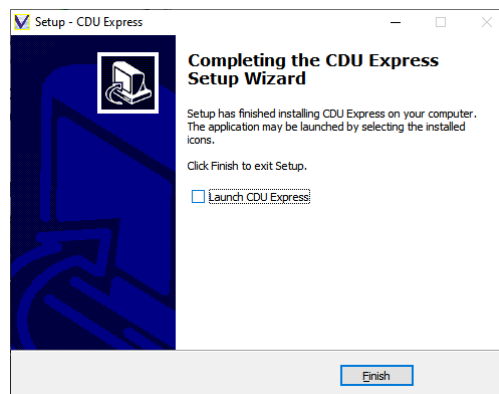 Setup - CDU Express
Completing the CDU Express
Setup Wizard
Setup has finished installing CDU Express on your computer.
The application may be launched by selecting the installed
icons.
Click Finish to exit Setup.
Launch CDU Express
Finish